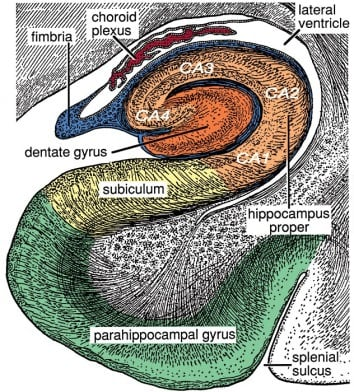 choroid
plexus
lateral
ventricle
fimbria
CA3
CA2
CA4
dentate gyrus
CA1
subiculum
hippocampus
proper
parahippocampal gyrus
splenial
sulcus